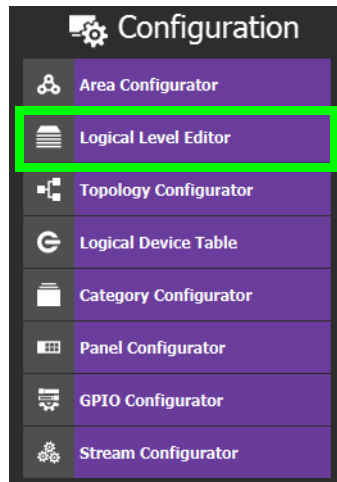 Configuration
Area Configurator
Logical Level Editor
Topology Configurator
Logical Device Table
Category Configurator
Panel Configurator
GPIO Configurator
Stream Configurator